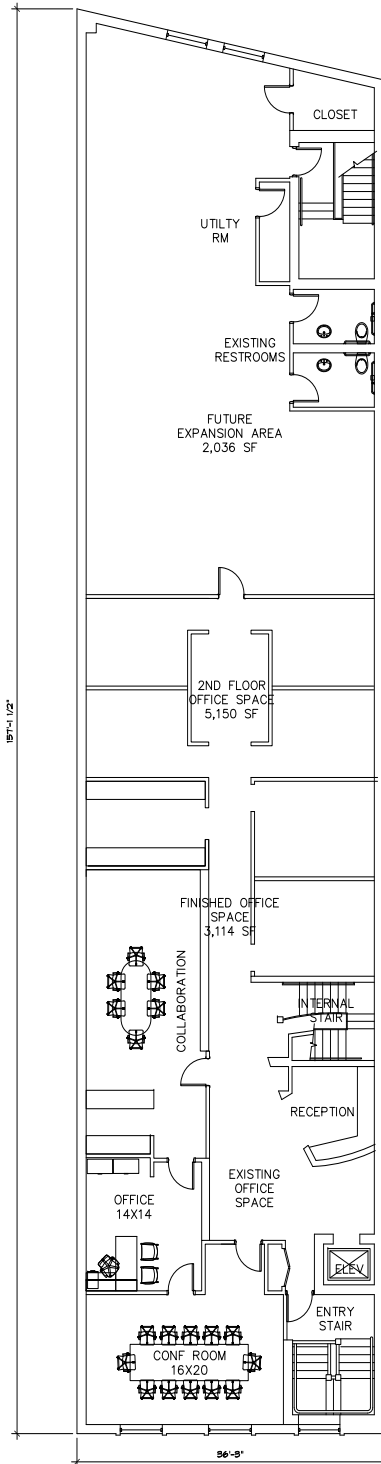 CLOSET
UTILTY
RM
EXISTING
RESTROOMS
FUTURE
EXPANSION AREA
2,036 SF
2ND FLOOR
OFFICE SPACE
5,150 SF
157'-1 1/2"
FINISHED OFFICE
SPACE
3,114 SF
COLLABORATION
INTERNAL
STAIR
RECEPTION
EXISTING
OFFICE
SPACE
OFFICE
14X14
ELEV
ENTRY
STAIR
CONF ROOM
16X20
36'-9"